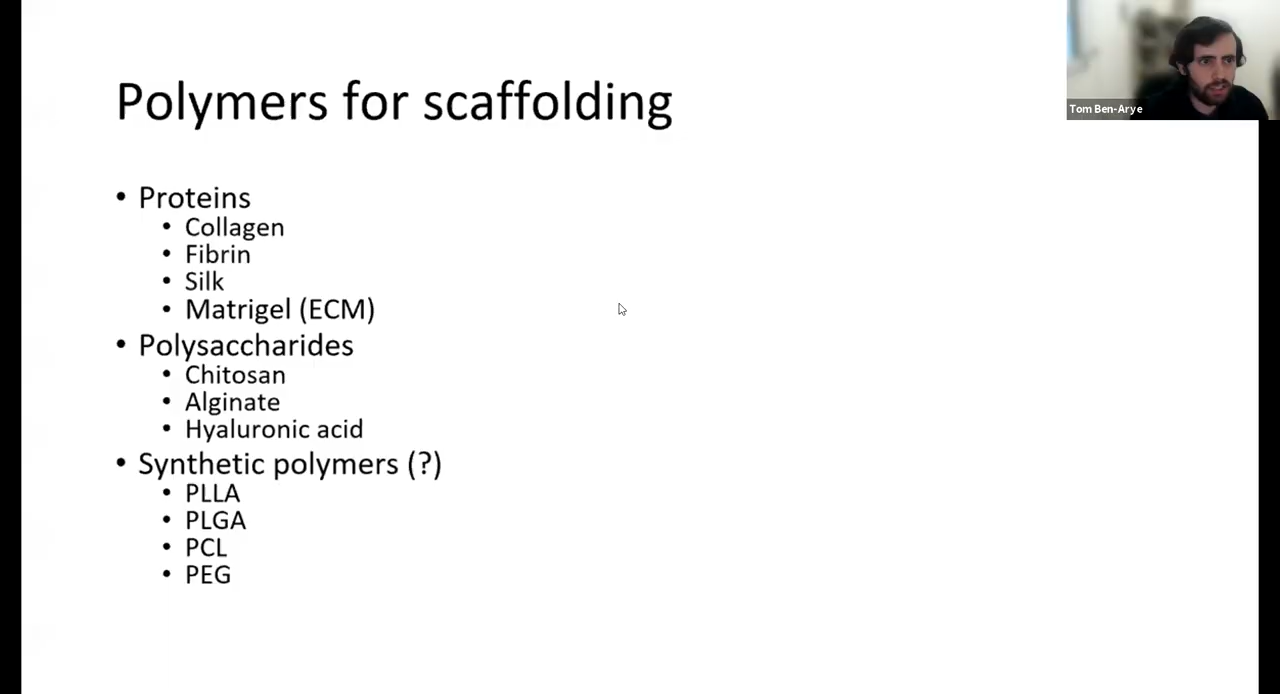 Polymers for scaffolding
Tom Ben-Arye
• Proteins
• Collagen
• Fibrin
• Silk
• Matrigel (ECM)
• Polysaccharides
• Chitosan
• Alginate
• Hyaluronic acid
• Synthetic polymers (?)
• PLLA
• PLGA
• PCL
• PEG